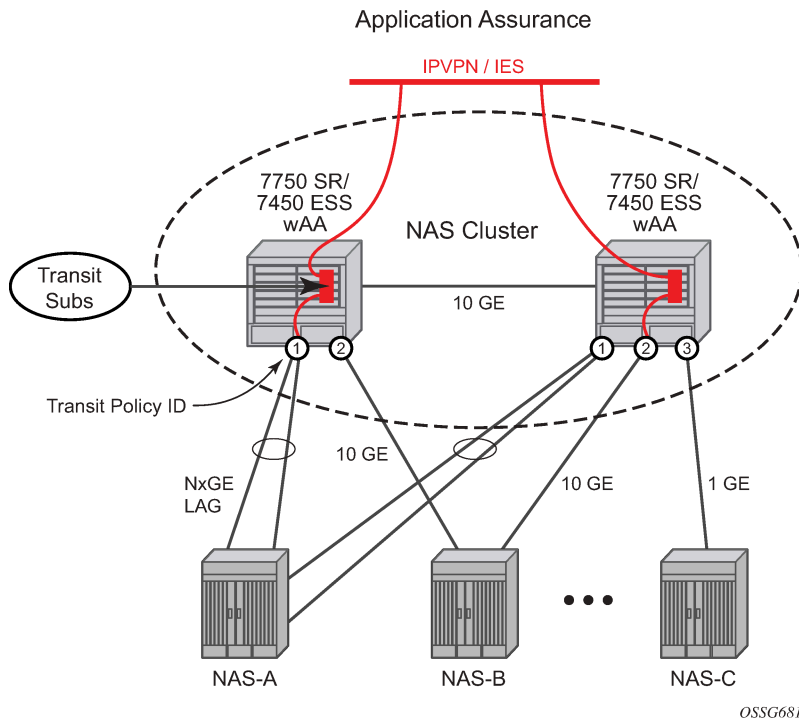 Application Assurance
IPVPN / IES
7750 SR/
7450 ESS
wAA
7750 SR/
7450 ESS
wAA
NAS Cluster
Transit
Subs
10 GE
1
2
1
2
3
Transit Policy ID
NxGE
LAG
10 GE
10 GE
1 GE
NAS-A
NAS-B
NAS-C
OSSG681